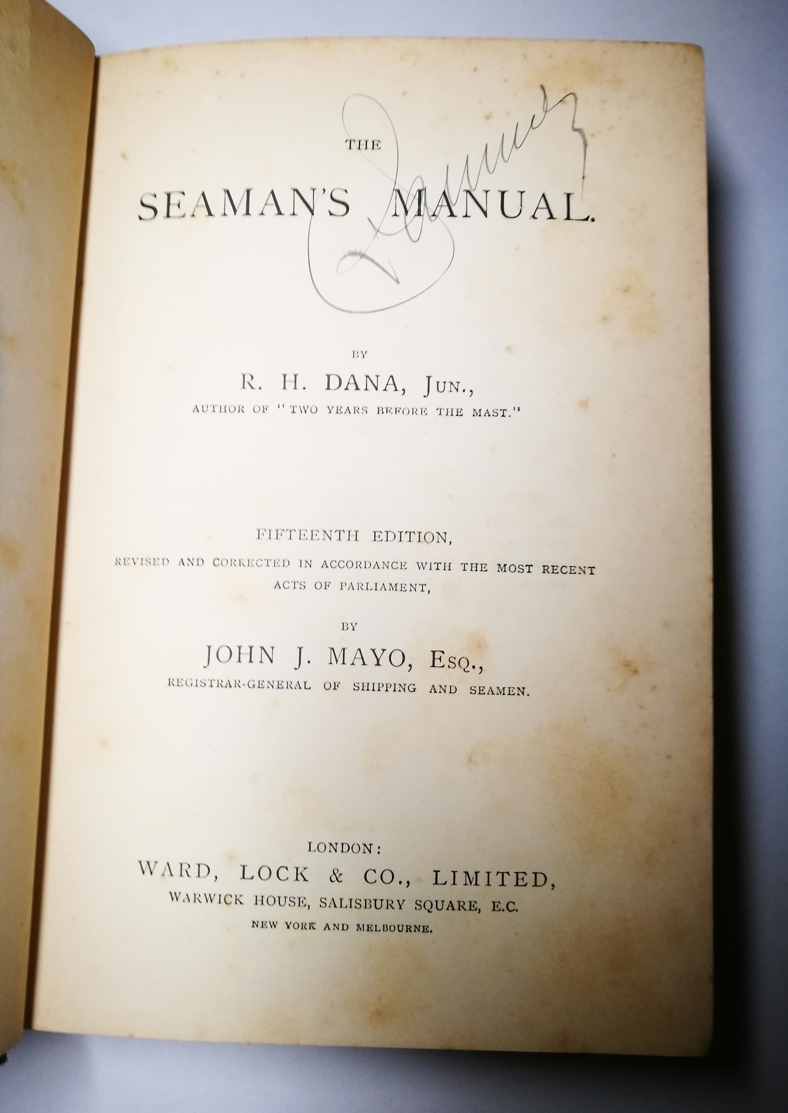 THE
SEAMAN'S MANUAL.
BY
R. H. DANA, JUN.,
AUTHOR OF "TWO YEARS BEFORE THE MAST."
FIFTEENTH EDITION,
REVISED AND CORRECTED IN ACCORDANCE WITH THE MOST RECENT
ACTS OF PARLIAMENT,
BY
JOHN J. MAYO, ESQ.,
REGISTRAR-GENERAL OF SHIPPING AND SEAMEN.
LONDON:
WARD, LOCK & CO., LIMITED,
WARWICK HOUSE, SALISBURY SQUARE, E.C.
NEW YORK AND MELBOURNE.